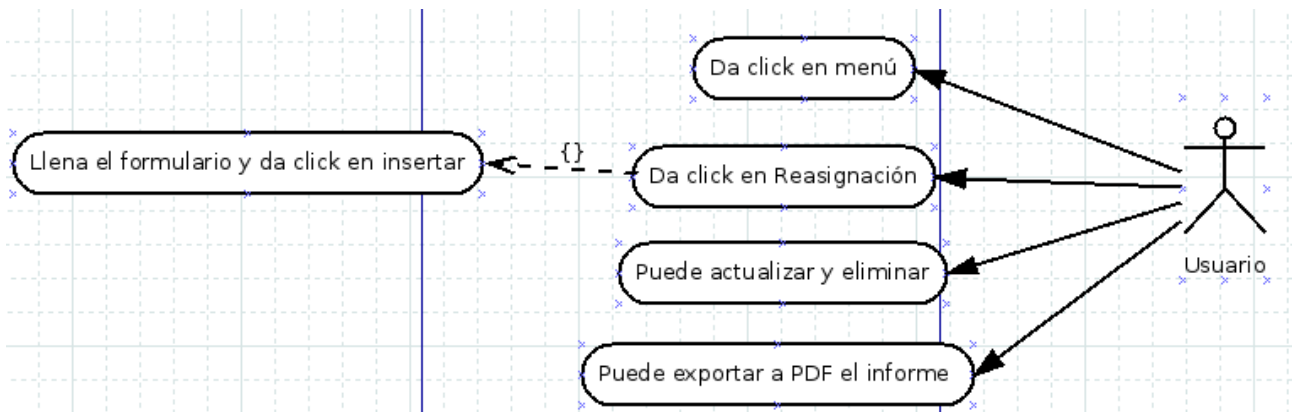 Da click en menú
{}
Llena el formulario y da click en insertar
Da click en Reasignación
Puede actualizar y eliminar
Usuario
Puede exportar a PDF el informe